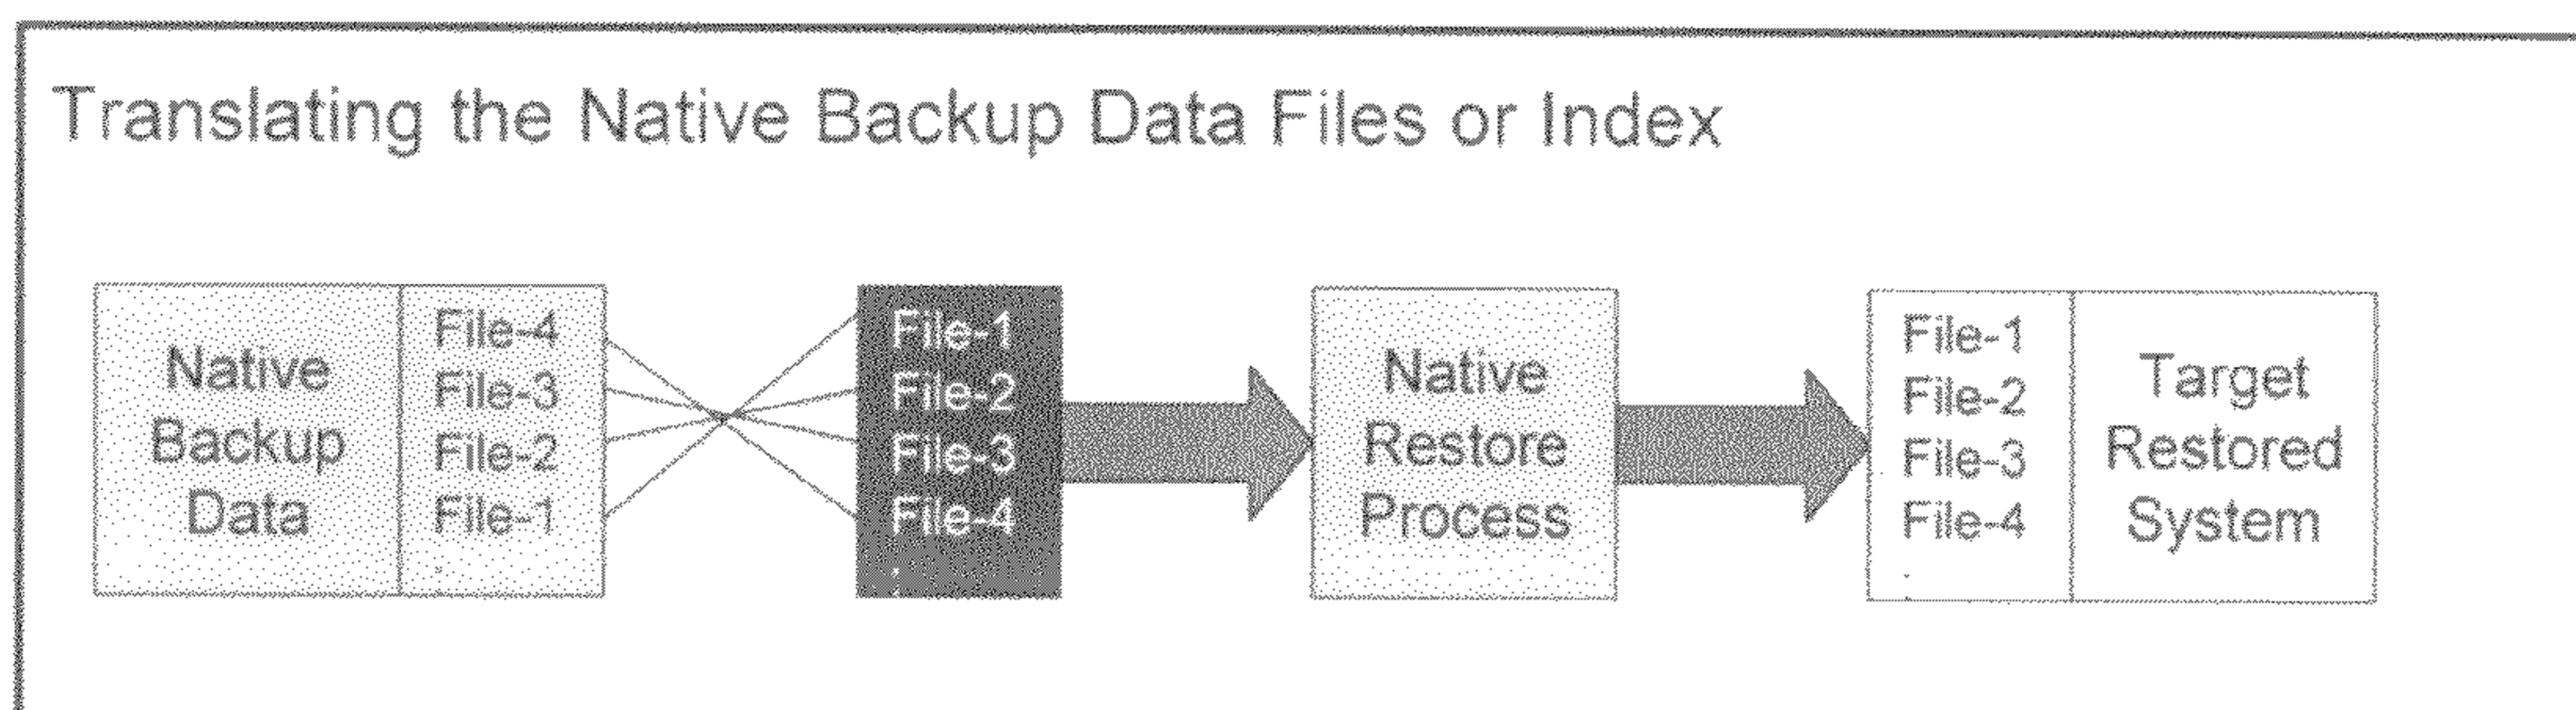 Translating the Native Backup Data Files or Index
Native
Backup
Data
File-4
File-3
File-2
File-1
File-1
File-2
File-3
File-4
Native
Restore
Process
File-1
File-2
File-3
File-4
Target
Restored
System